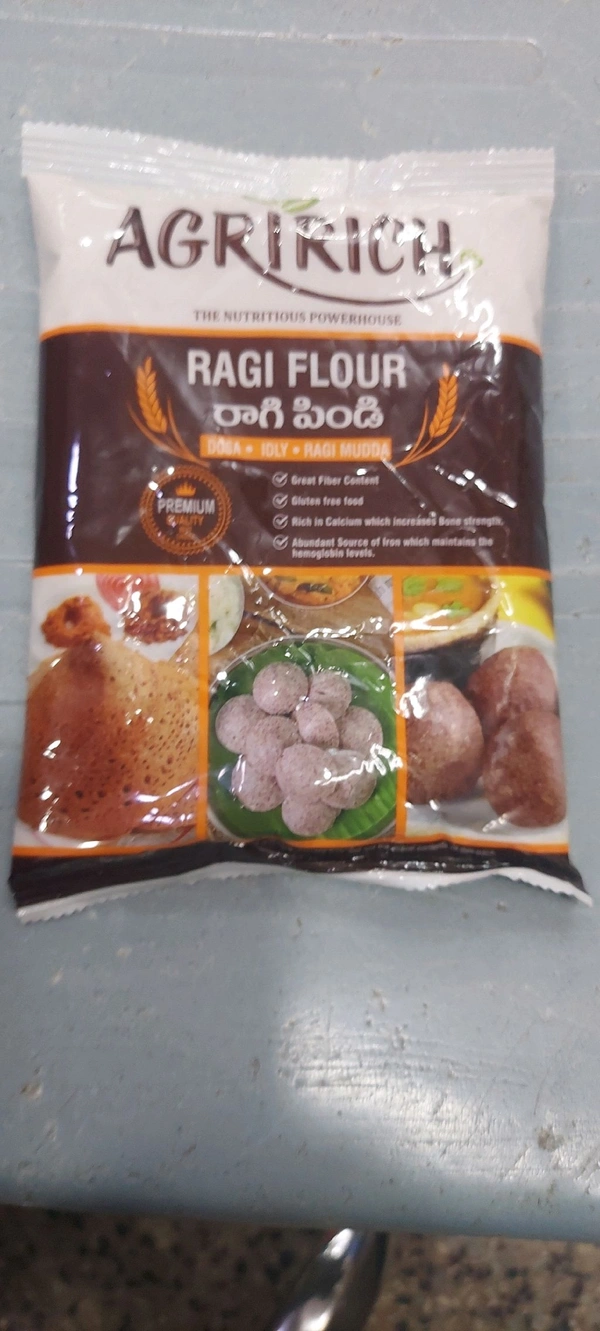 AGRIRICH
THE NUTRITIOUS POWERHOUSE
RAGI FLOUR
రాగి పిండి
DOSA • IDLY • RAGI MUDDA
PREMIUM
QUALITY
Great Fiber Content
Gluten free food
Rich in Calcium which increases Bone strength.
Abundant Source of Iron which maintains the
hemoglobin levels.